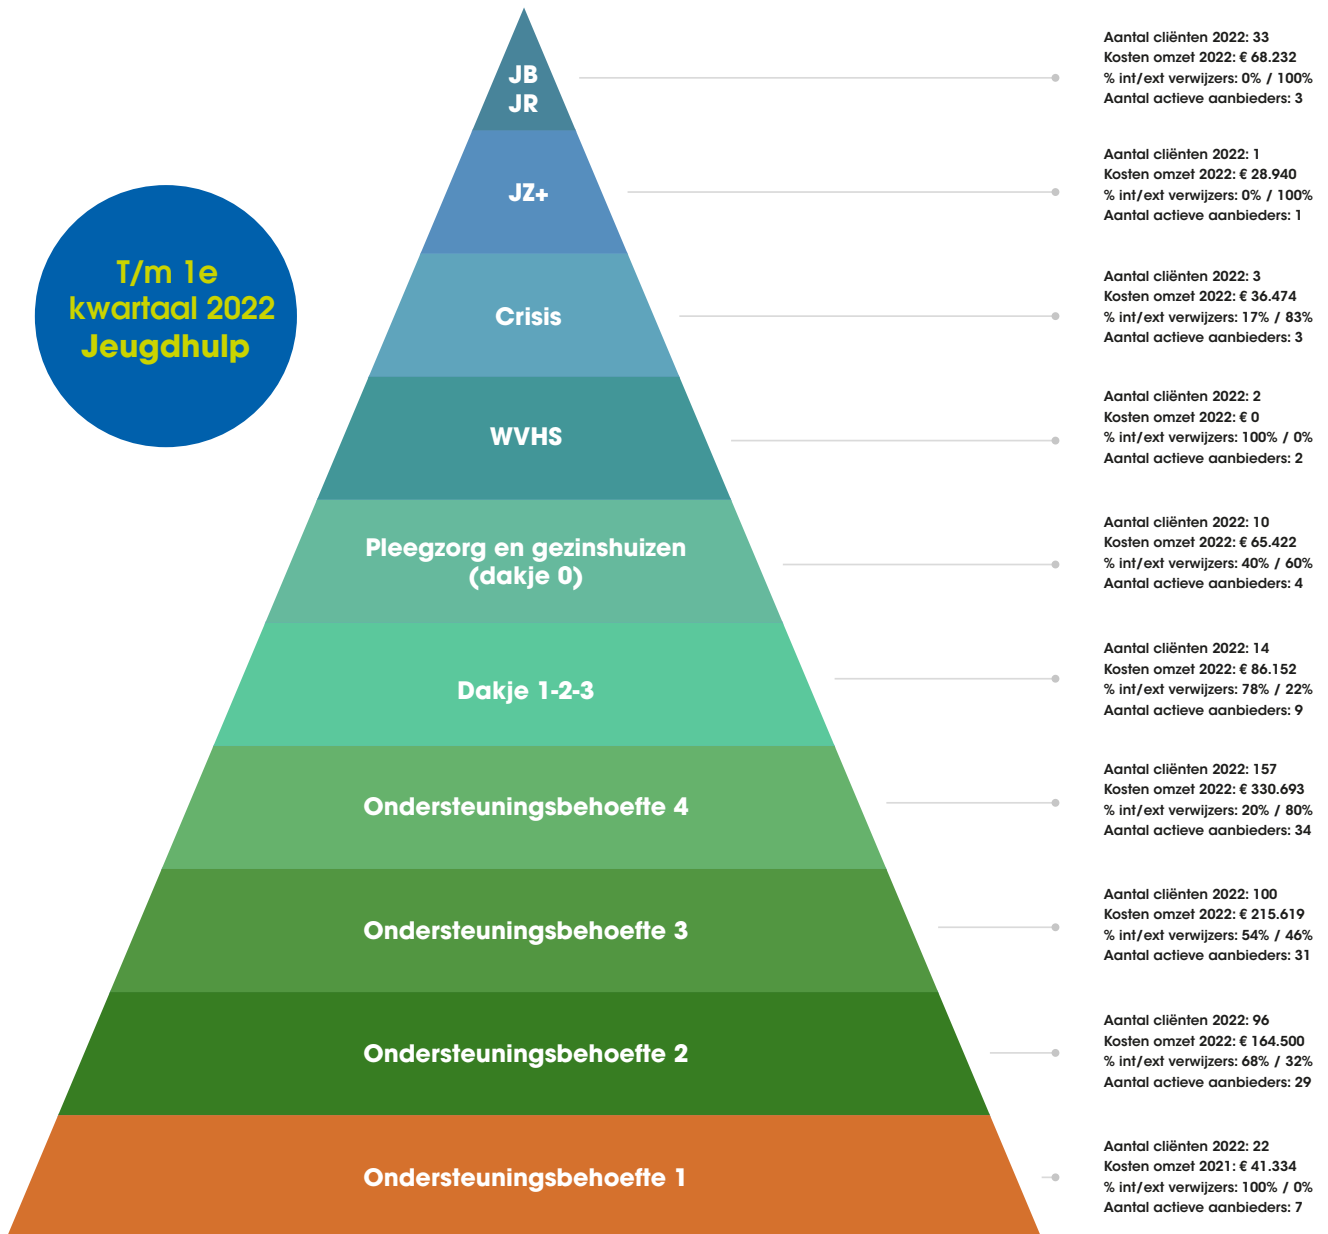 T/m 1e
kwartaal 2022
Jeugdhulp
JB
JR
Aantal cliënten 2022: 33
Kosten omzet 2022: € 68.232
% int/ext verwijzers: 0% / 100%
Aantal actieve aanbieders: 3
JZ+
Aantal cliënten 2022: 1
Kosten omzet 2022: € 28.940
% int/ext verwijzers: 0% / 100%
Aantal actieve aanbieders: 1
Crisis
Aantal cliënten 2022: 3
Kosten omzet 2022: € 36.474
% int/ext verwijzers: 17% / 83%
Aantal actieve aanbieders: 3
WVHS
Aantal cliënten 2022: 2
Kosten omzet 2022: € 0
% int/ext verwijzers: 100% / 0%
Aantal actieve aanbieders: 2
Pleegzorg en gezinshuizen
(dakje 0)
Aantal cliënten 2022: 10
Kosten omzet 2022: € 65.422
% int/ext verwijzers: 40% / 60%
Aantal actieve aanbieders: 4
Dakje 1-2-3
Aantal cliënten 2022: 14
Kosten omzet 2022: € 86.152
% int/ext verwijzers: 78% / 22%
Aantal actieve aanbieders: 9
Ondersteuningsbehoefte 4
Aantal cliënten 2022: 157
Kosten omzet 2022: € 330.693
% int/ext verwijzers: 20% / 80%
Aantal actieve aanbieders: 34
Ondersteuningsbehoefte 3
Aantal cliënten 2022: 100
Kosten omzet 2022: € 215.619
% int/ext verwijzers: 54% / 46%
Aantal actieve aanbieders: 31
Ondersteuningsbehoefte 2
Aantal cliënten 2022: 96
Kosten omzet 2022: € 164.500
% int/ext verwijzers: 68% / 32%
Aantal actieve aanbieders: 29
Ondersteuningsbehoefte 1
Aantal cliënten 2022: 22
Kosten omzet 2021: € 41.334
% int/ext verwijzers: 100% / 0%
Aantal actieve aanbieders: 7